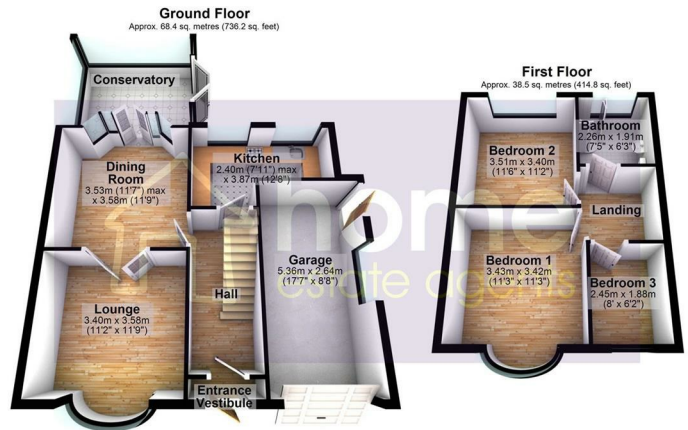 Ground Floor
Approx. 68.4 sq. metres (736.2 sq. feet)
Conservatory
Dining
Room
3.53m (11'7") max
x 3.58m (11'9")
Kitchen
2.40m (7'11") max
x 3.87m (12'8")
Garage
5.36m x 2.64m
(17'7" x 8'8")
Hall
Lounge
3.40m x 3.58m
(11'2" x 11'9")
Entrance
Vestibule
First Floor
Approx. 38.5 sq. metres (414.8 sq. feet)
Bedroom 2
3.51m x 3.40m
(11'6" x 11'2")
Bathroom
2.26m x 1.91m
(7'5" x 6'3")
Landing
Bedroom 1
3.43m x 3.42m
(11'3" x 11'3")
Bedroom 3
2.45m x 1.88m
(8' x 6'2")
home
estate agents